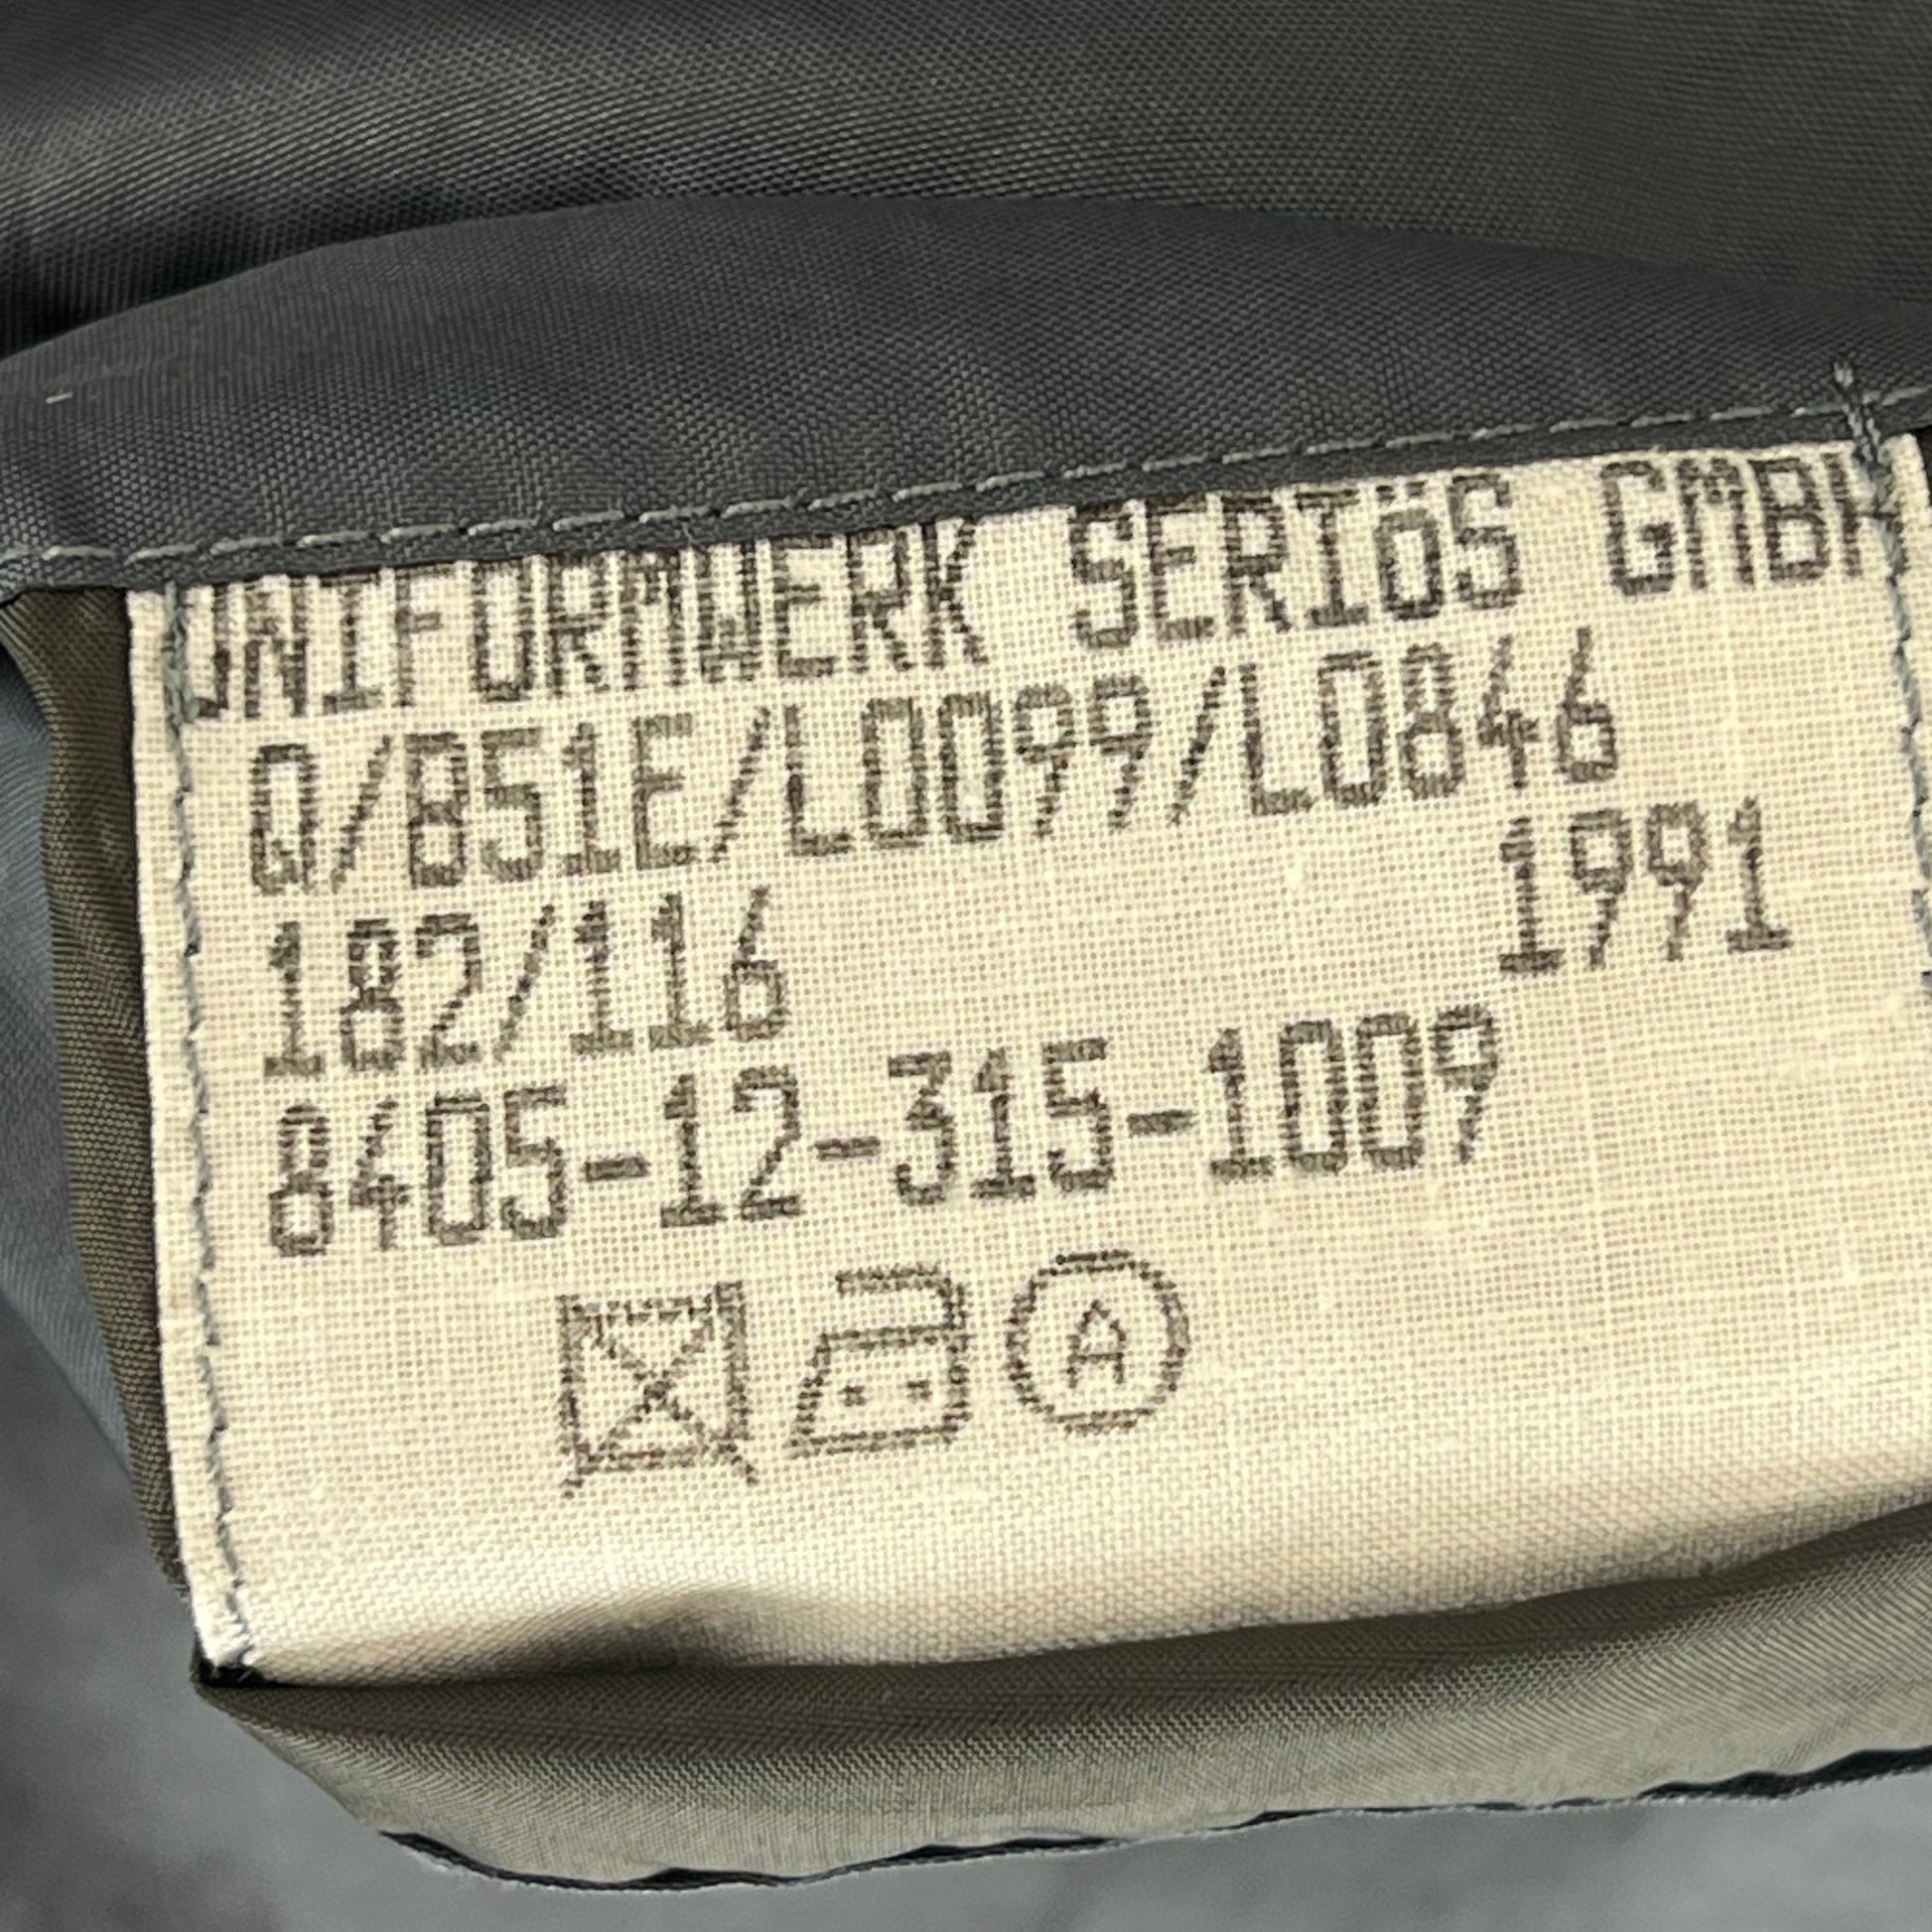 UNIFORMWERK SERIöS GMBH
Q/851E/L0099/L0846
182/116 1991
8405-12-315-1009
A